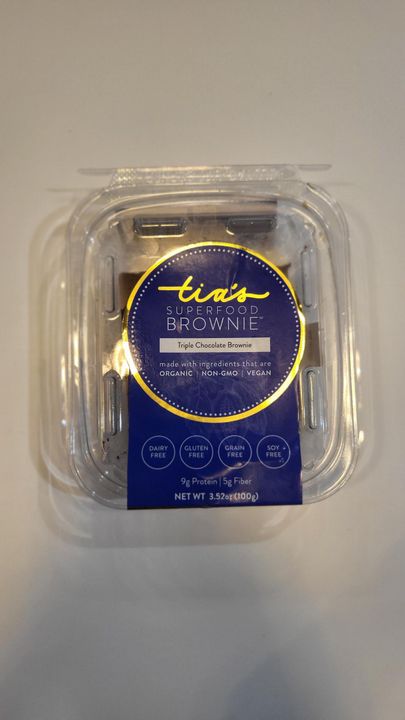 tia's
SUPERFOOD
BROWNIE™
Triple Chocolate Brownie
made with ingredients that are
ORGANIC | NON-GMO | VEGAN
DAIRY FREE
GLUTEN FREE
GRAIN FREE
SOY FREE
9g Protein | 5g Fiber
NET WT 3.52oz (100g)